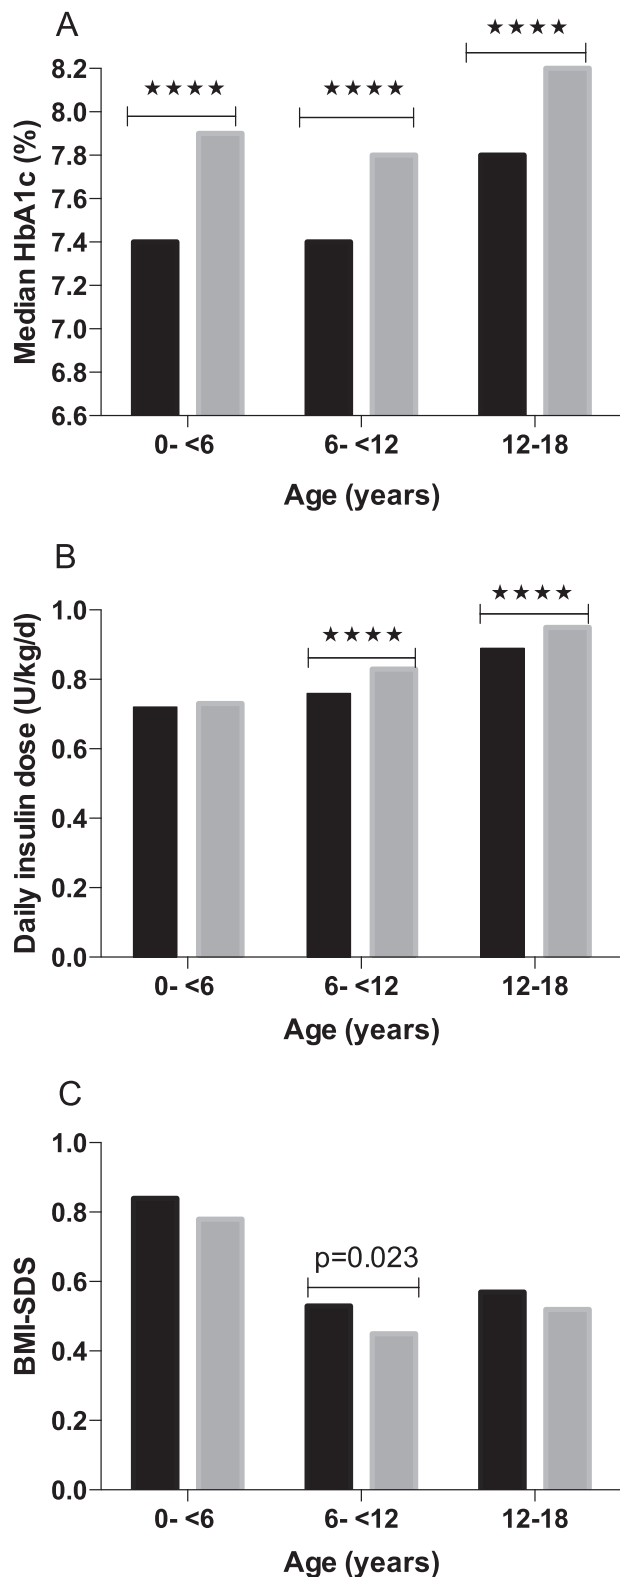 A
★★★★
★★★★ ★★★★
8.2
8.0
7.8
7.6
7.4
7.2
7.0
6.8
6.6
Median HbA1c (%)
0- <6 6- <12 12-18
Age (years)
B
★★★★
★★★★
1.0
0.8
0.6
0.4
0.2
0.0
Daily insulin dose (U/kg/d)
0- <6 6- <12 12-18
Age (years)
C
1.0
0.8
0.6
0.4
0.2
0.0
p=0.023
BMI-SDS
0- <6 6- <12 12-18
Age (years)